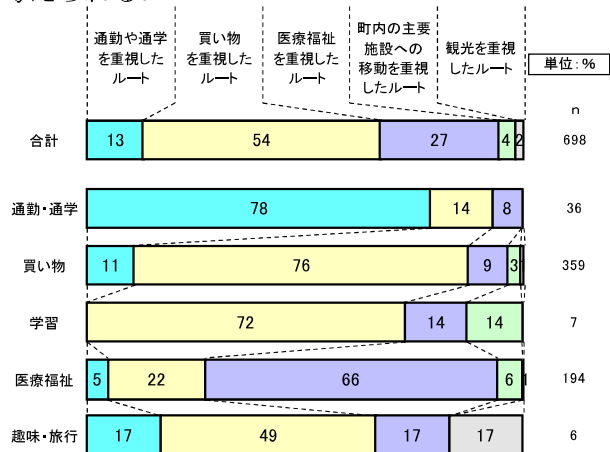 通勤や通学
を重視した
ルート
買い物
を重視した
ルート
医療福祉
を重視した
ルート
町内の主要
施設への
移動を重視
したルート
観光を重視
したルート
単位:%
n
合計 13 54 27 4 2 698
通勤・通学 78 14 8 36
買い物 11 76 9 3 1 359
学習 72 14 14 7
医療福祉 5 22 66 6 1 194
趣味・旅行 17 49 17 17 6